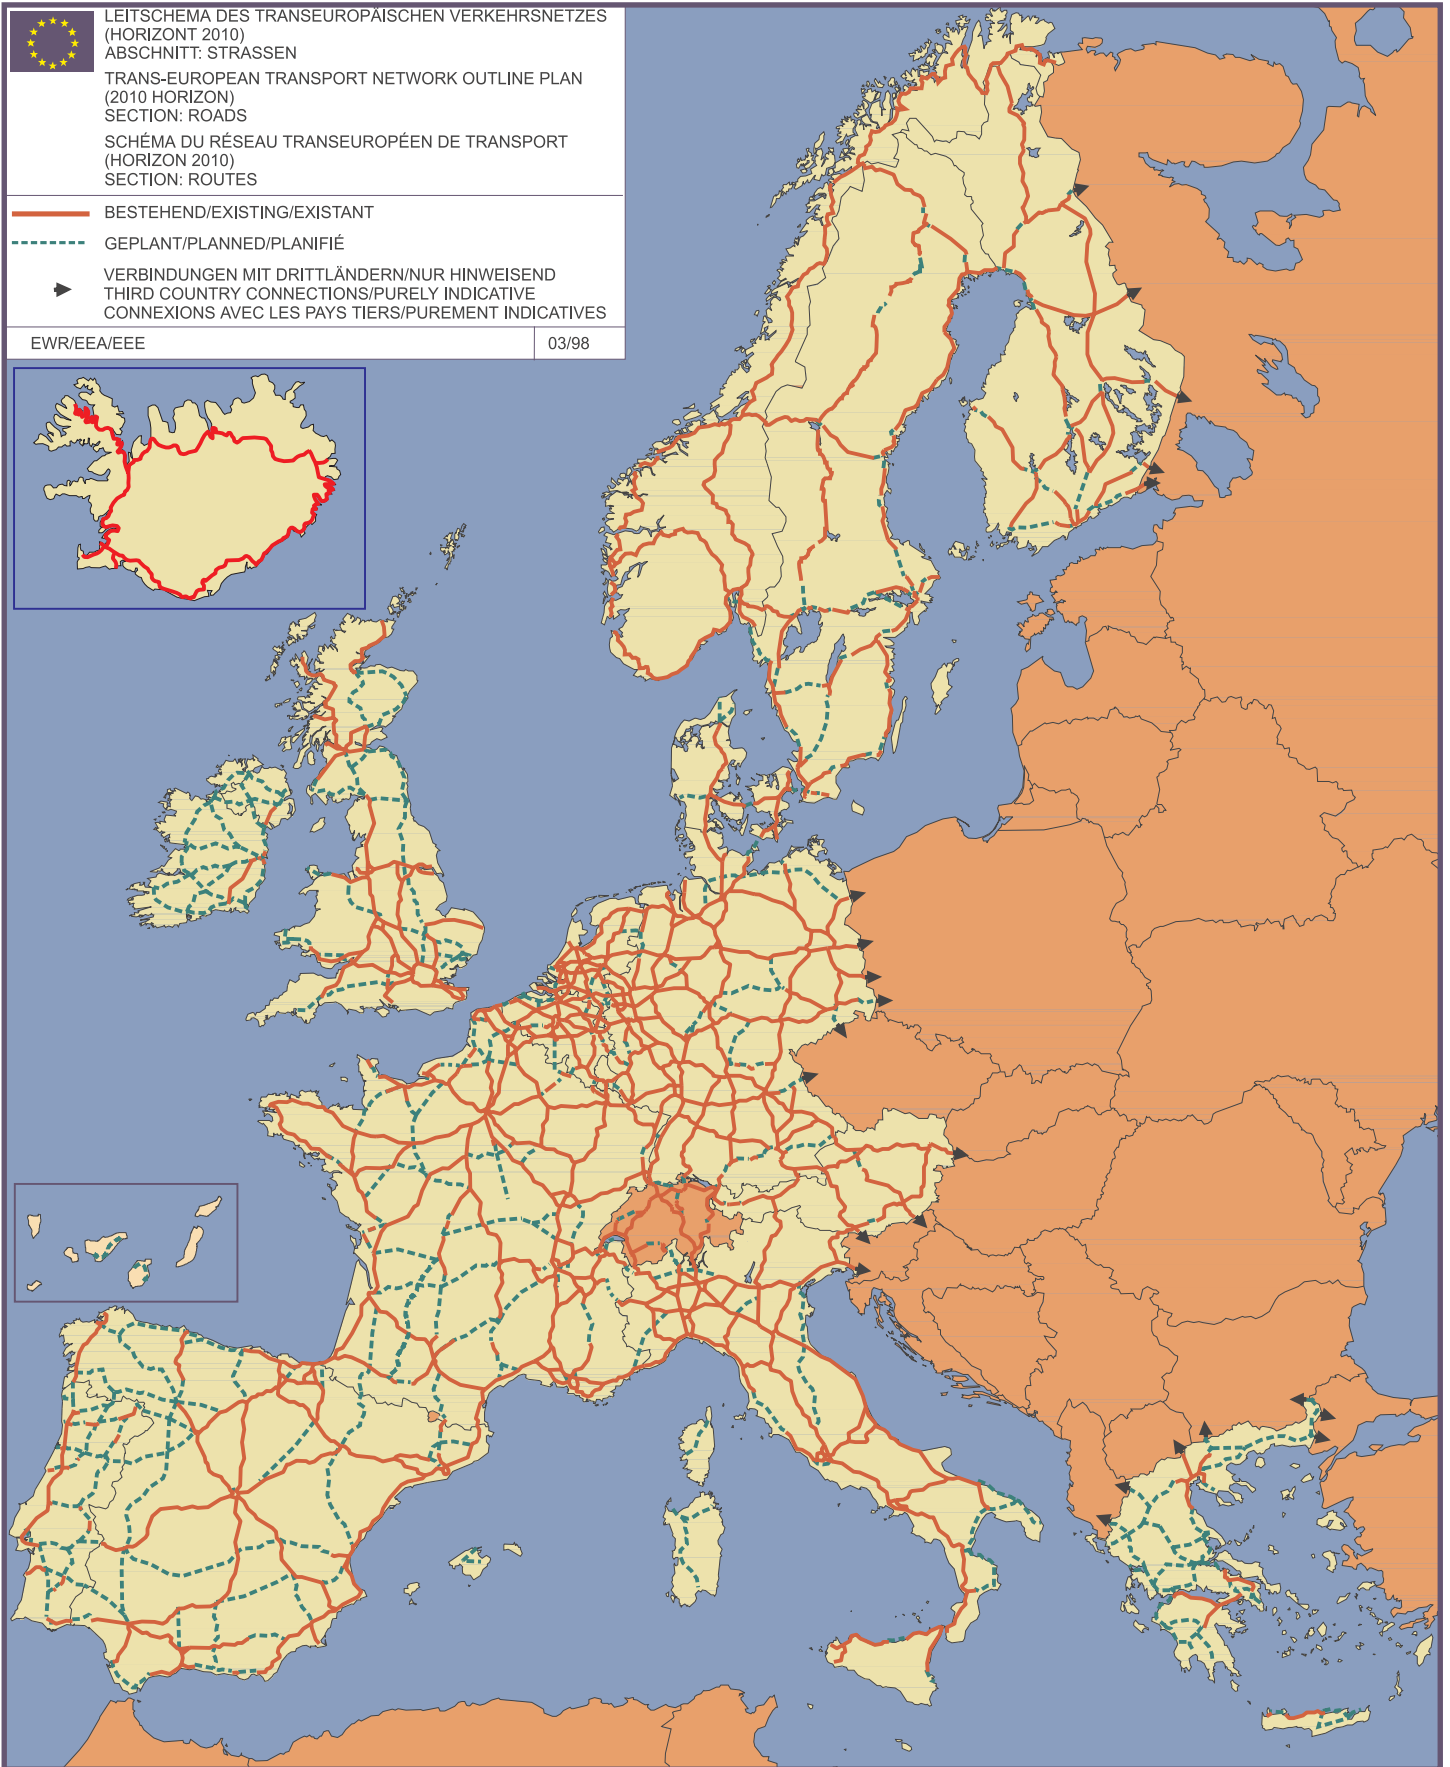 LEITSCHEMA DES TRANSEUROPÄISCHEN VERKEHRSNETZES
(HORIZONT 2010)
ABSCHNITT: STRASSEN
TRANS-EUROPEAN TRANSPORT NETWORK OUTLINE PLAN
(2010 HORIZON)
SECTION: ROADS
SCHÉMA DU RÉSEAU TRANSEUROPÉEN DE TRANSPORT
(HORIZON 2010)
SECTION: ROUTES
BESTEHEND/EXISTING/EXISTANT
GEPLANT/PLANNED/PLANIFIÉ
VERBINDUNGEN MIT DRITTLÄNDERN/NUR HINWEISEND
THIRD COUNTRY CONNECTIONS/PURELY INDICATIVE
CONNEXIONS AVEC LES PAYS TIERS/PUREMENT INDICATIVES
EWR/EEA/EEE 03/98